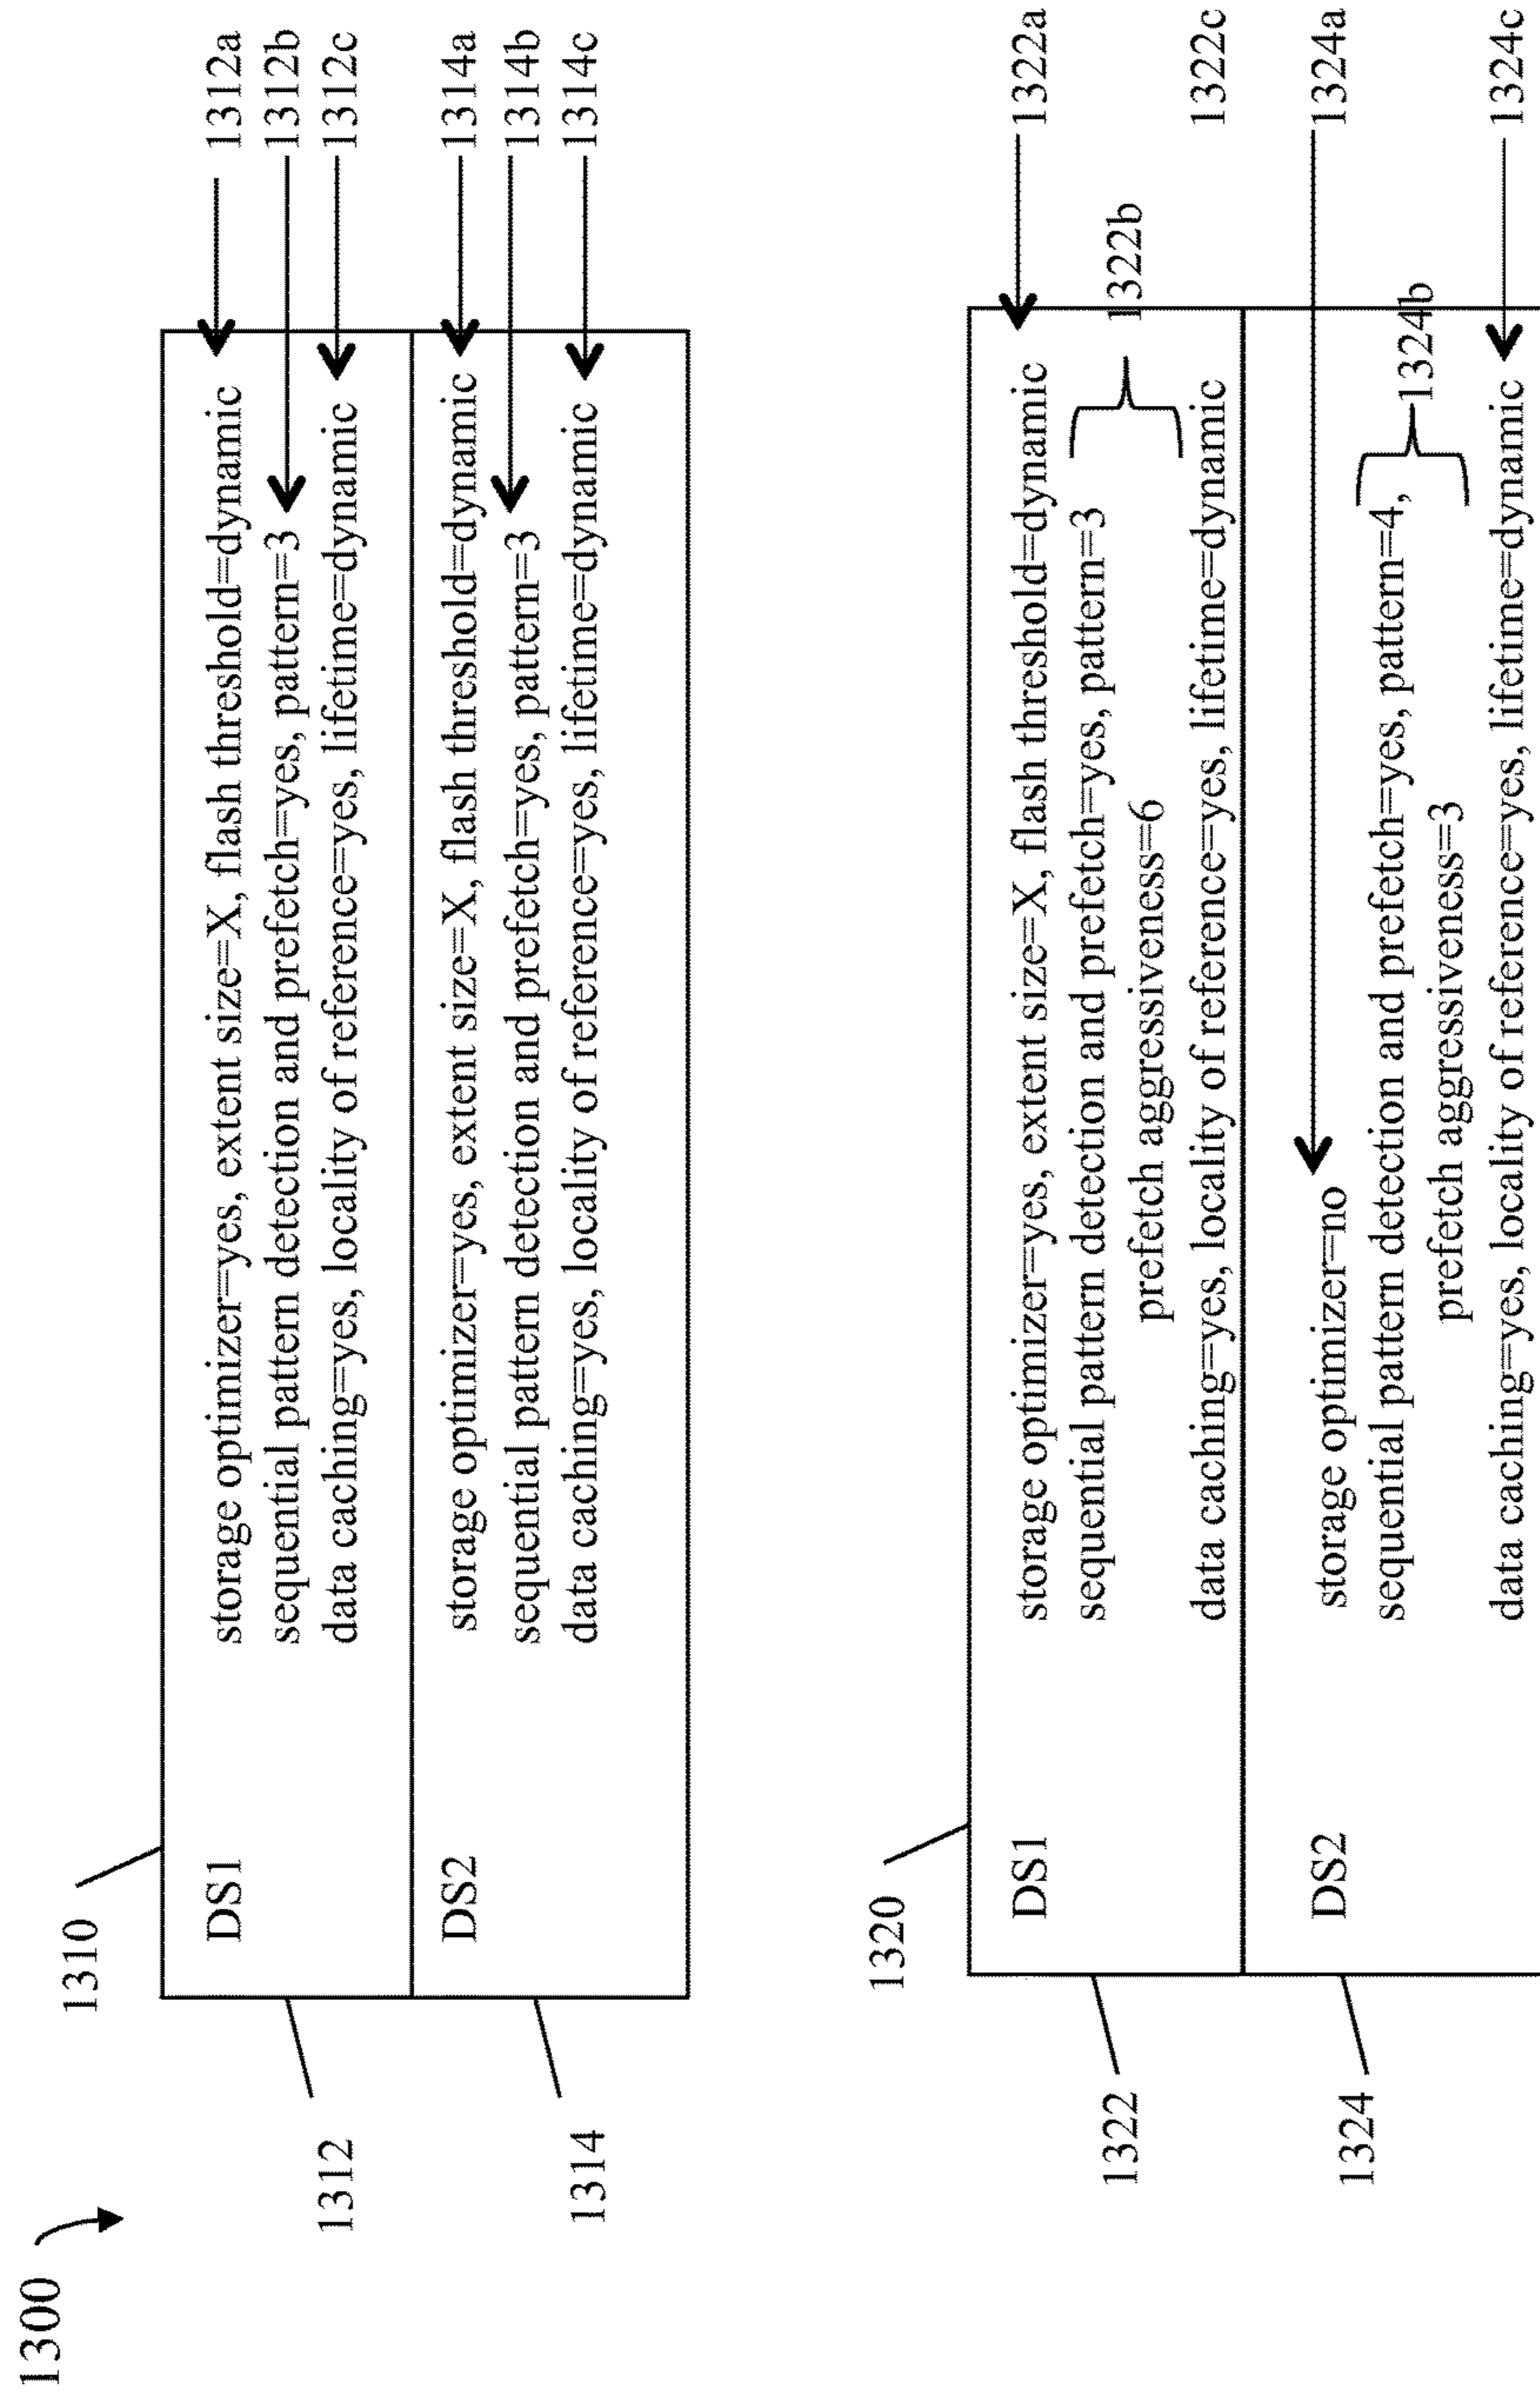 1300
1310
1312
DS1
storage optimizer=yes, extent size=X, flash threshold=dynamic
1312a
sequential pattern detection and prefetch=yes, pattern=3
1312b
data caching=yes, locality of reference=yes, lifetime=dynamic
1312c
1314
DS2
storage optimizer=yes, extent size=X, flash threshold=dynamic
1314a
sequential pattern detection and prefetch=yes, pattern=3
1314b
data caching=yes, locality of reference=yes, lifetime=dynamic
1314c
1320
1322
DS1
storage optimizer=yes, extent size=X, flash threshold=dynamic
1322a
sequential pattern detection and prefetch=yes, pattern=3
prefetch aggressiveness=6
1322b
data caching=yes, locality of reference=yes, lifetime=dynamic
1322c
1324
DS2
storage optimizer=no
1324a
sequential pattern detection and prefetch=yes, pattern=4,
prefetch aggressiveness=3
1324b
data caching=yes, locality of reference=yes, lifetime=dynamic
1324c